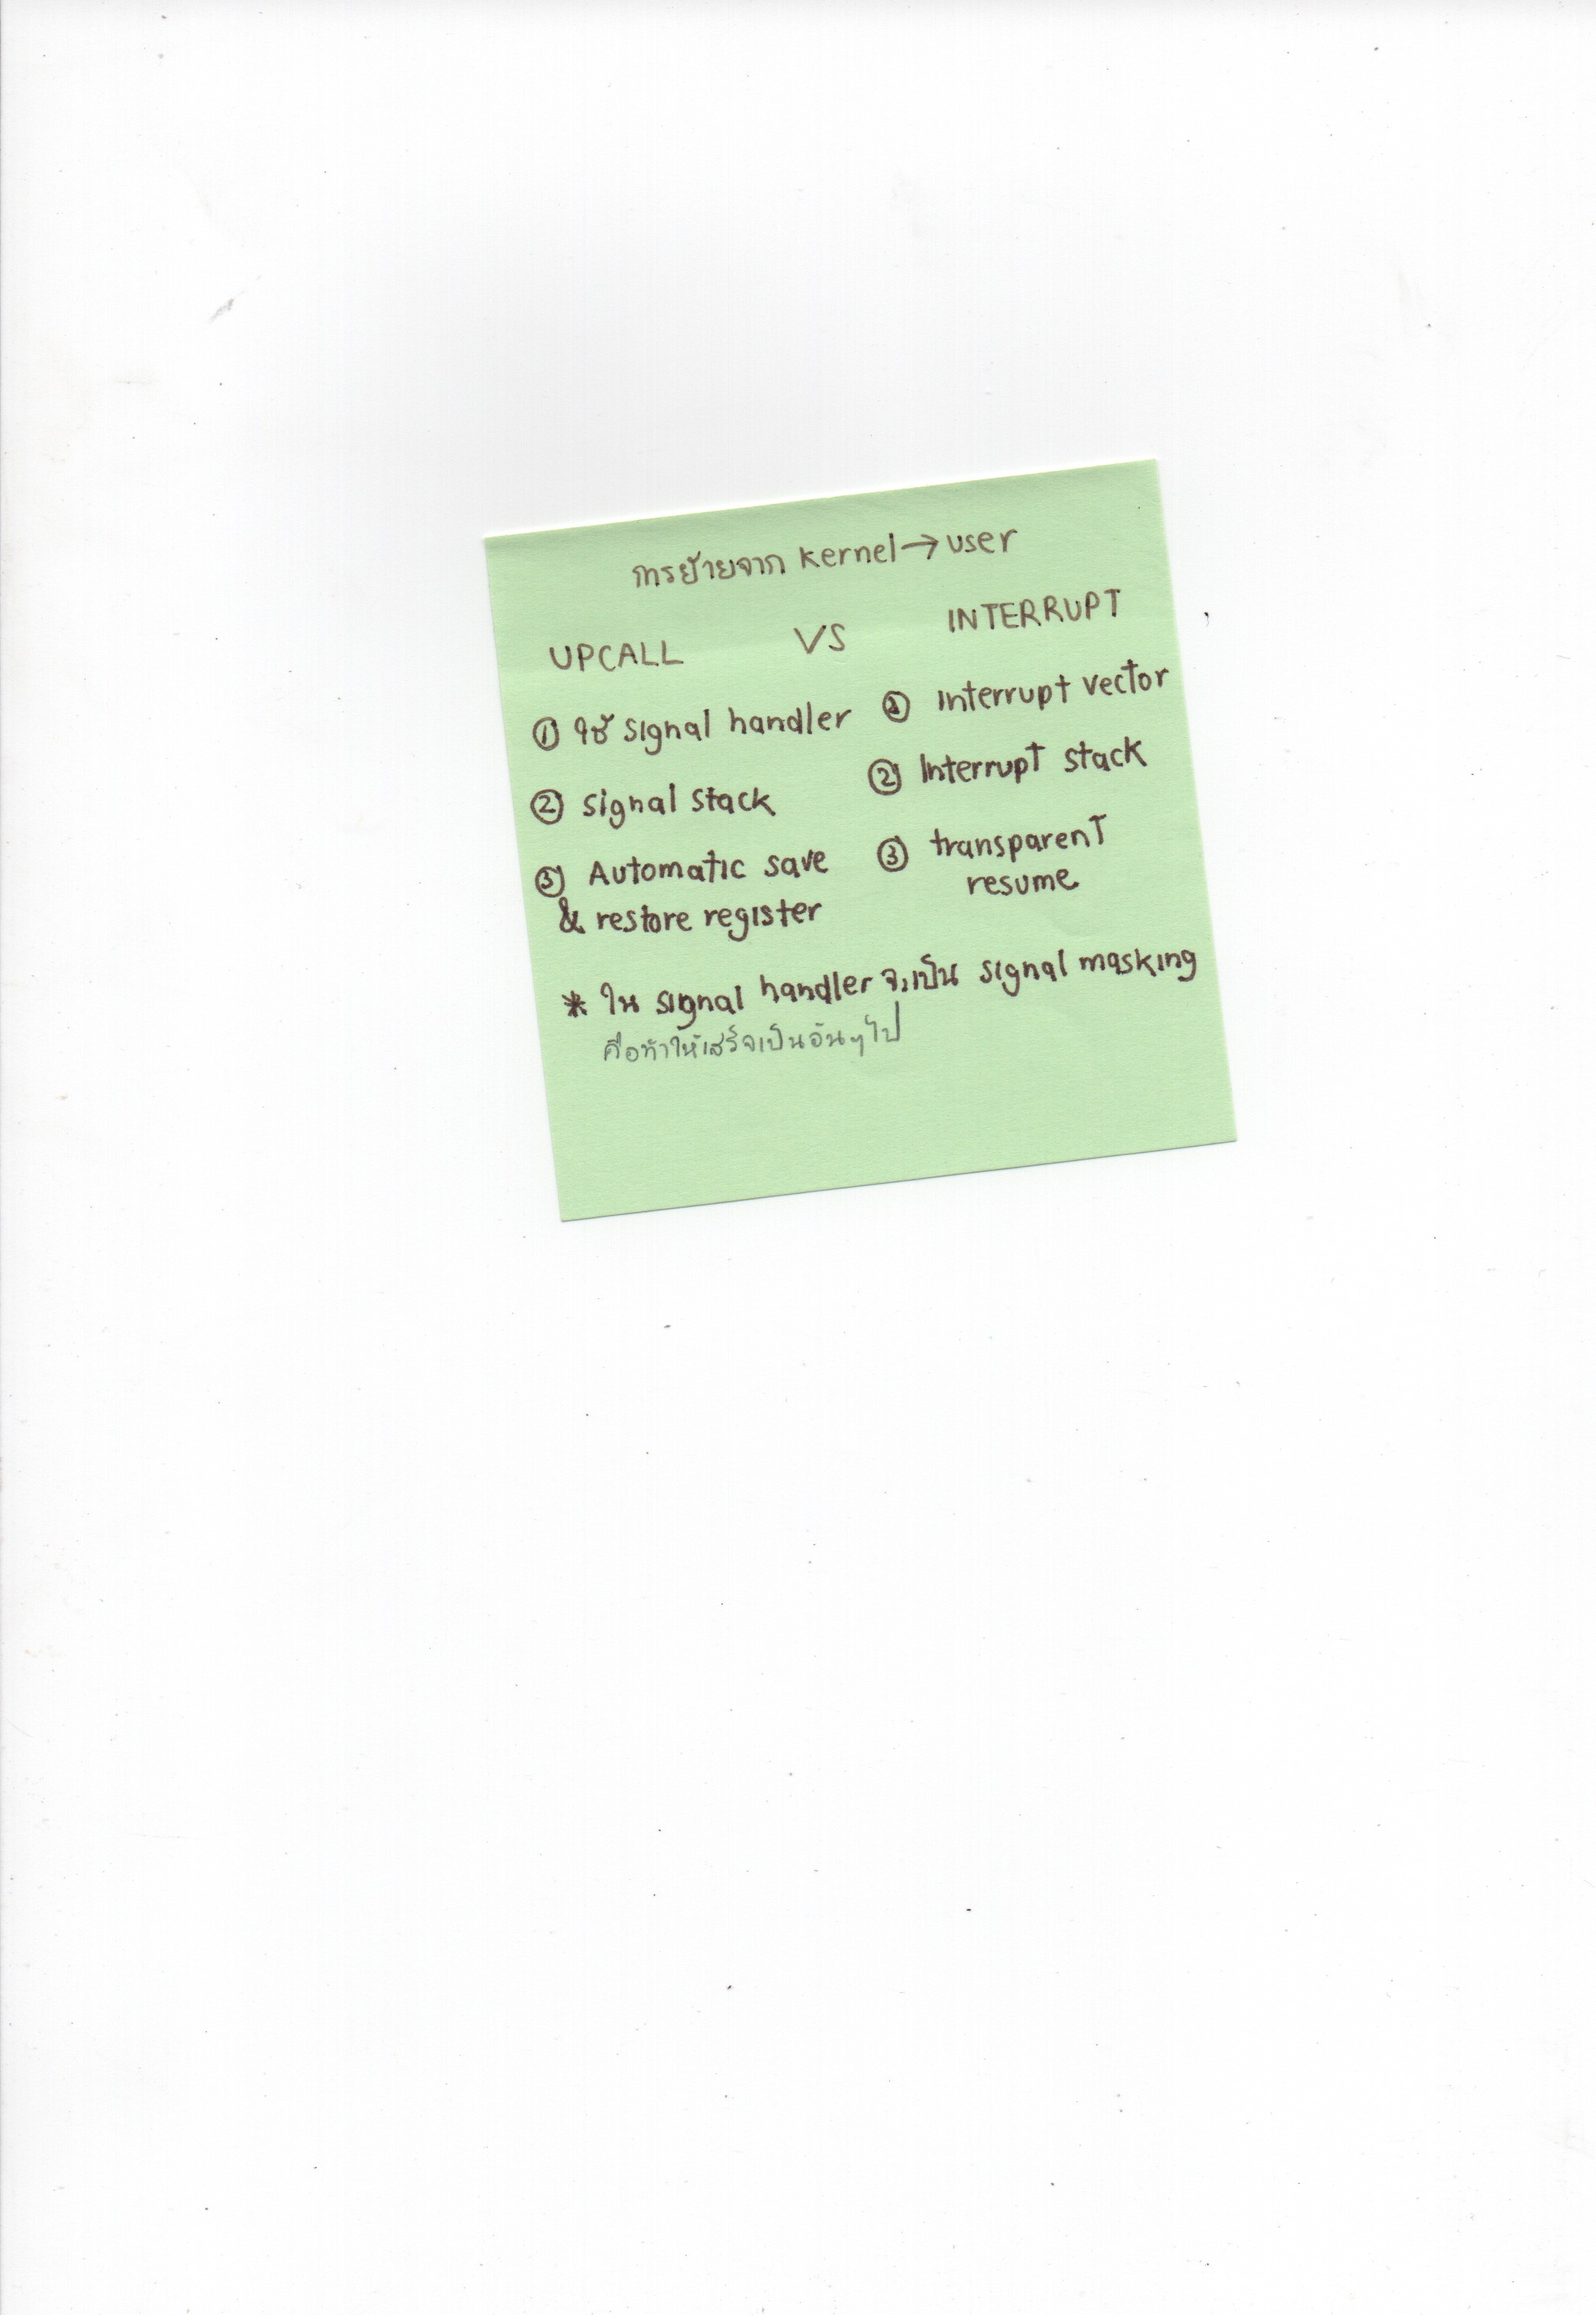 การย้ายจาก kernel → user
UPCALL VS INTERRUPT
① ใช้ signal handler
② signal stack
③ Automatic save
& restore register
① Interrupt vector
② Interrupt stack
③ transparent
resume
* ใน signal handler จะเป็น signal masking
คือทำให้เสร็จเป็นอันๆไป